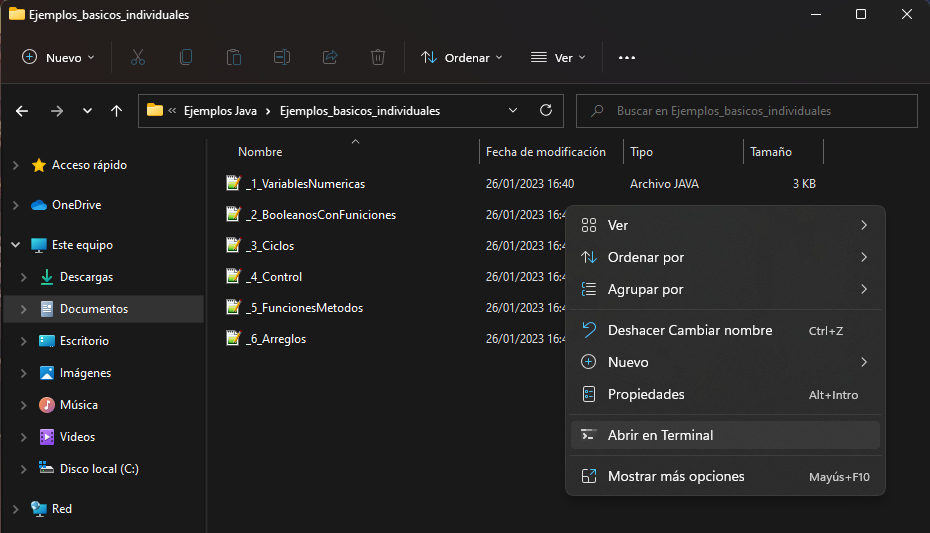 Ejemplos_basicos_individuales
Nuevo
Ordenar
Ver
Ejemplos Java > Ejemplos_basicos_individuales
Buscar en Ejemplos_basicos_individuales
Acceso rápido
OneDrive
Este equipo
Descargas
Documentos
Escritorio
Imágenes
Música
Videos
Disco local (C:)
Red
Nombre Fecha de modificación Tipo Tamaño
_1_VariablesNumericas 26/01/2023 16:40 Archivo JAVA 3 KB
_2_BooleanosConFuniciones 26/01/2023 16:4
_3_Ciclos 26/01/2023 16:4
_4_Control 26/01/2023 16:4
_5_FuncionesMetodos 26/01/2023 16:4
_6_Arreglos 26/01/2023 16:4
Ver
Ordenar por
Agrupar por
Deshacer Cambiar nombre Ctrl+Z
Nuevo
Propiedades Alt+Intro
Abrir en Terminal
Mostrar más opciones Mayús+F10